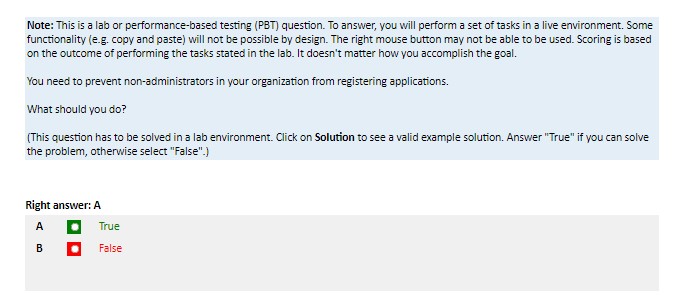 Note: This is a lab or performance-based testing (PBT) question. To answer, you will perform a set of tasks in a live environment. Some
functionality (e.g. copy and paste) will not be possible by design. The right mouse button may not be able to be used. Scoring is based
on the outcome of performing the tasks stated in the lab. It doesn't matter how you accomplish the goal.
You need to prevent non-administrators in your organization from registering applications.
What should you do?
(This question has to be solved in a lab environment. Click on Solution to see a valid example solution. Answer "True" if you can solve
the problem, otherwise select "False".)
Right answer: A
A True
B False